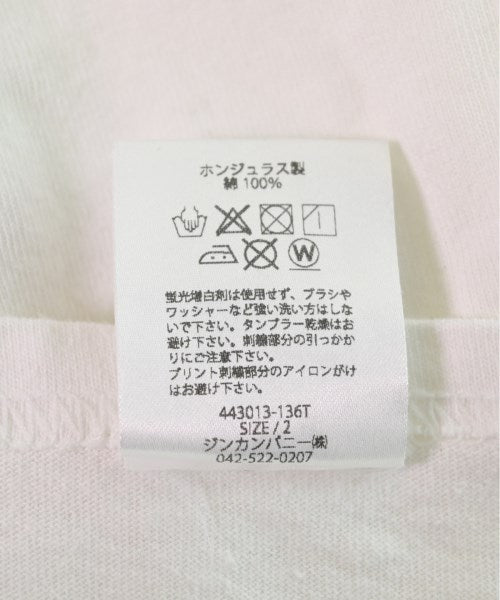 ホンジュラス製
綿 100%
W
蛍光増白剤は使用せず、ブラシや
ワッシャーなど強い洗い方はしな
いで下さい。タンブラー乾燥はお
避け下さい。刺繍部分の引っかか
りにご注意下さい。
プリント刺繍部分のアイロンがけ
はお避け下さい。
443013-136T
SIZE / 2
ジンカンパニー㈱
042-522-0207